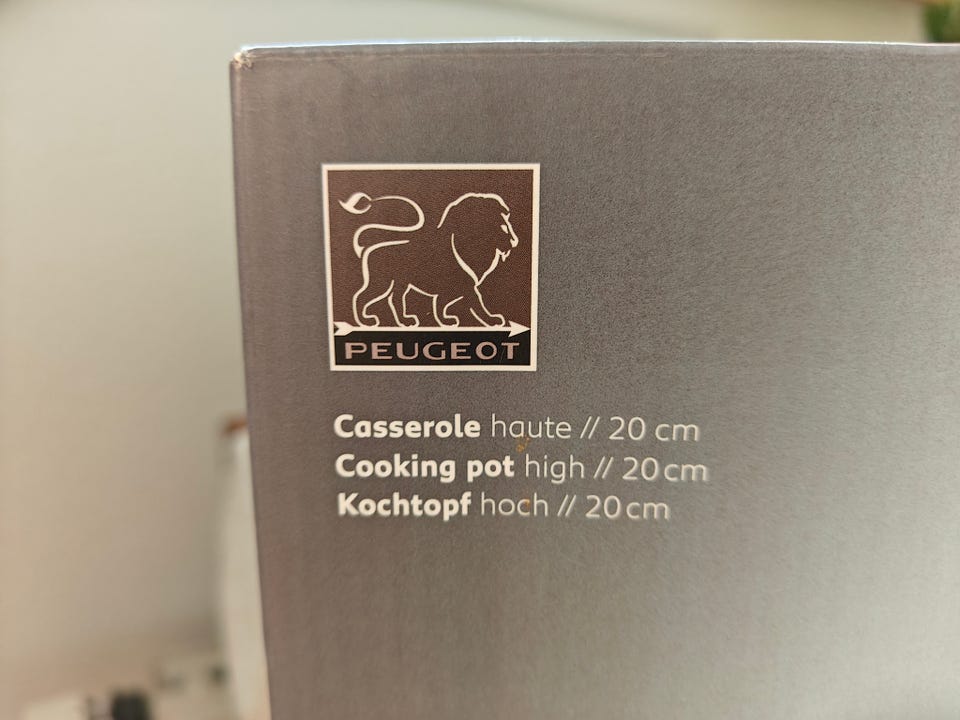 PEUGEOT
Casserole haute // 20 cm
Cooking pot high // 20 cm
Kochtopf hoch // 20 cm